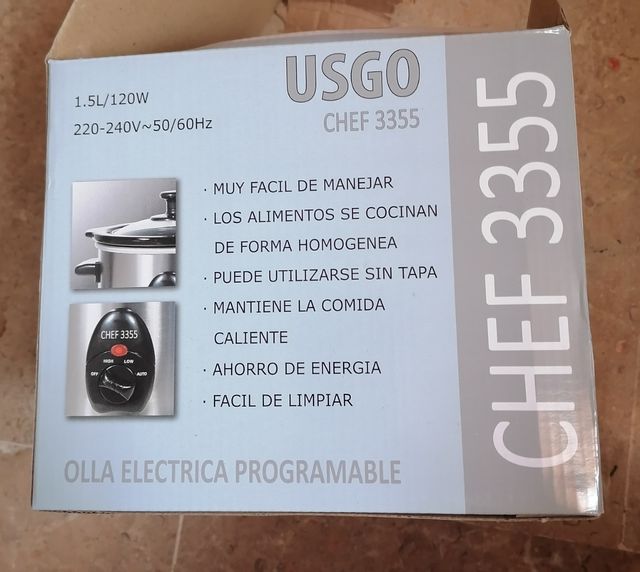 1.5L/120W
220-240V~50/60Hz
USGO
CHEF 3355
· MUY FACIL DE MANEJAR
· LOS ALIMENTOS SE COCINAN
DE FORMA HOMOGENEA
· PUEDE UTILIZARSE SIN TAPA
· MANTIENE LA COMIDA
CALIENTE
· AHORRO DE ENERGIA
· FACIL DE LIMPIAR
CHEF 3355
HIGH LOW
OFF AUTO
OLLA ELECTRICA PROGRAMABLE
CHEF 3355